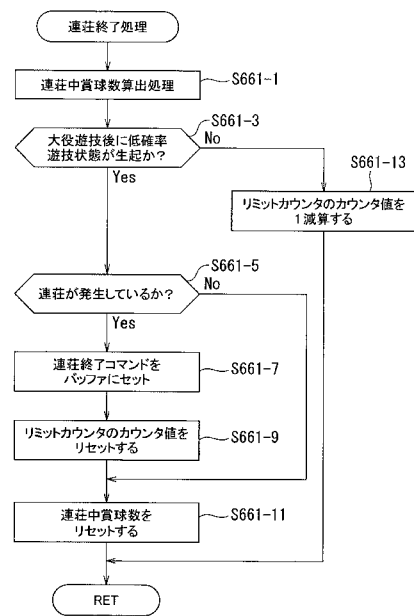 連荘終了処理
連荘中賞球数算出処理
S661-1
大役遊技後に低確率
遊技状態が生起か?
S661-3
No
Yes
S661-13
リミットカウンタのカウンタ値を
1減算する
連荘が発生しているか?
S661-5
No
Yes
連荘終了コマンドを
バッファにセット
S661-7
リミットカウンタのカウンタ値を
リセットする
S661-9
連荘中賞球数を
リセットする
S661-11
RET